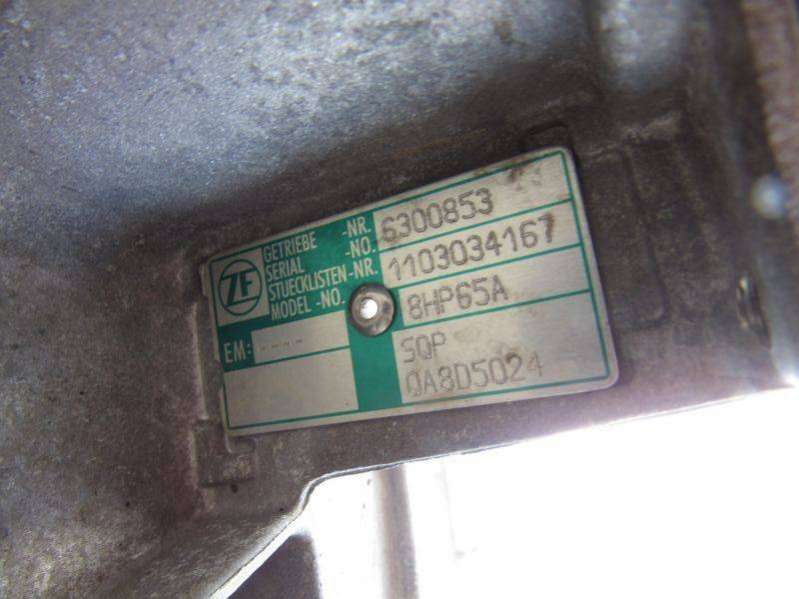 ZF
GETRIEBE -NR. 6300853
SERIAL -NO.
STUECKLISTEN-NR. 1103034167
MODEL -NO.
8HP65A
EM: ----
SQP
0A8D5024